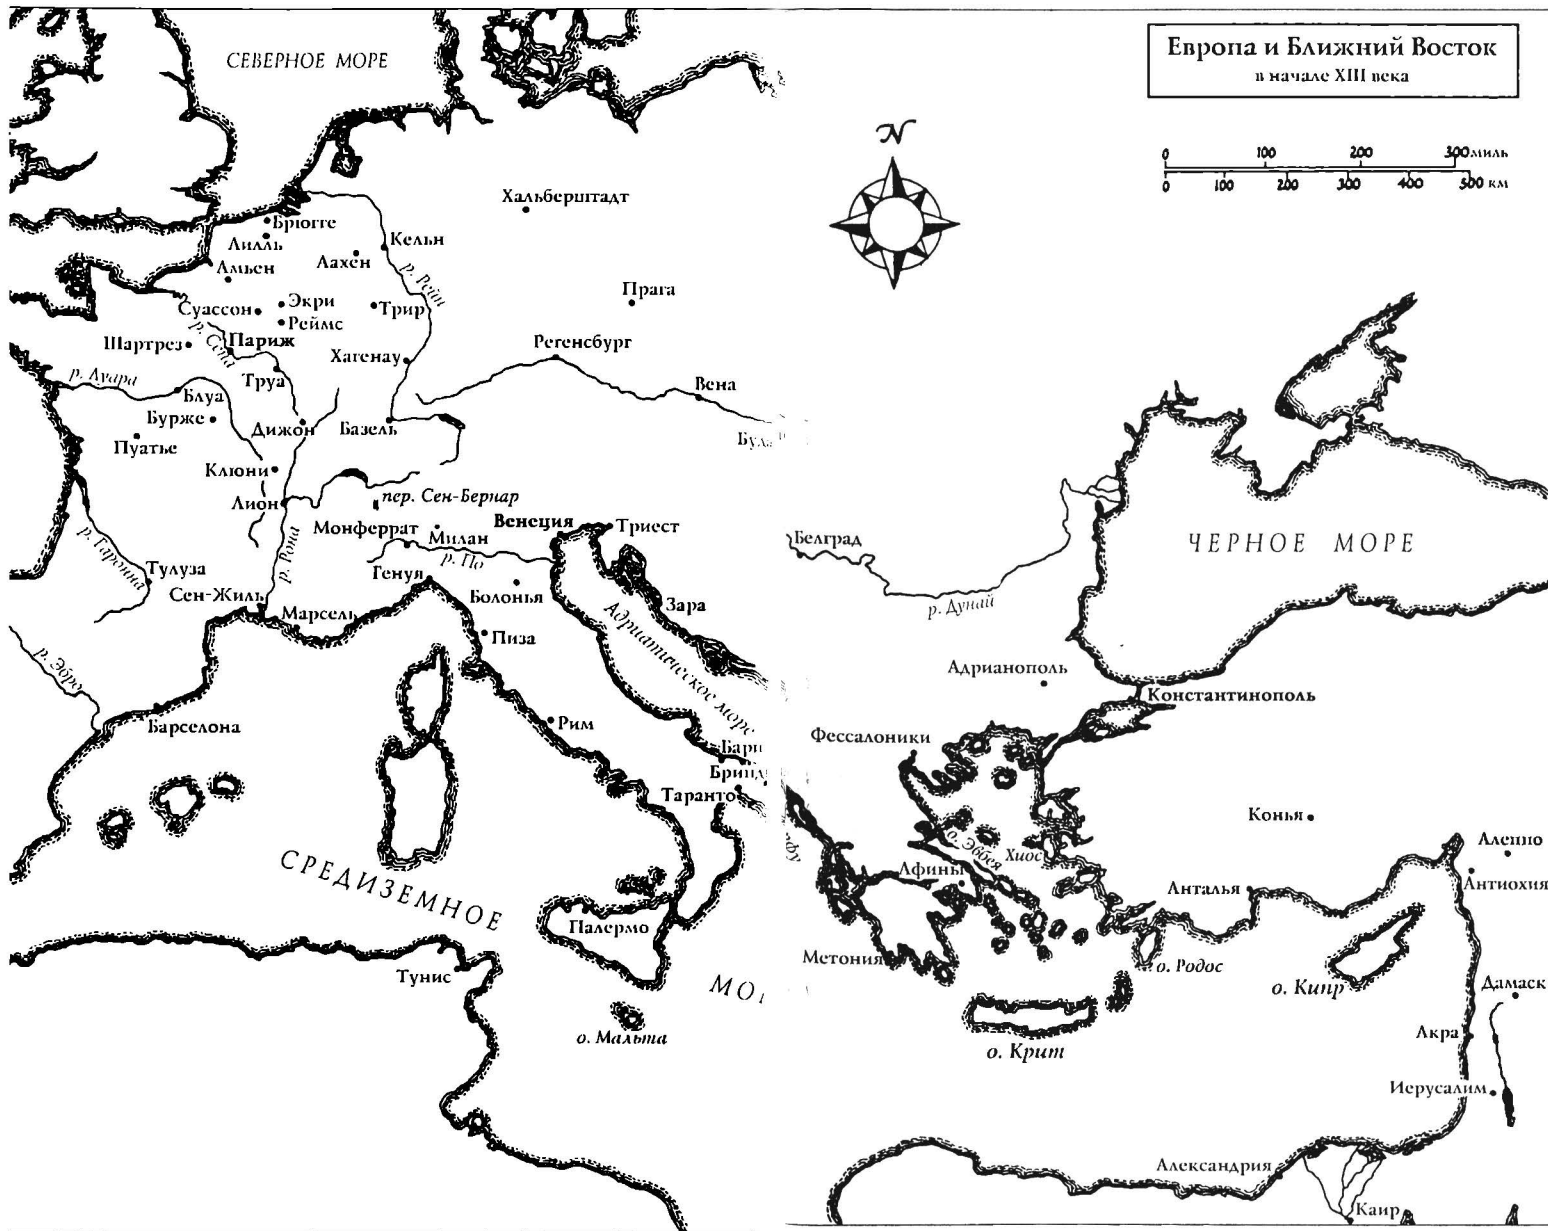 Европа и Ближний Восток
в начале XIII века
СЕВЕРНОЕ МОРЕ
N
0 100 200 300 миль
0 100 200 300 400 500 км
Хальберштадт
Брюгге
Лилль
Кельн
Аахен
Амьен
р. Рейн
Прага
Экри
Суассон
Трир
Реймс
р. Сена
Париж
Шартрез
Хагенау
Регенсбург
р. Луара
Труа
Блуа
Вена
Бурже
Дижон
Базель
Пуатье
Клюни
Лион
пер. Сен-Бернар
Монферрат
Милан
Венеция
Триест
р. Гаронна
р. Рона
р. По
Белград
ЧЕРНОЕ МОРЕ
Тулуза
Генуя
Сен-Жиль
Болонья
Зара
р. Дунай
Марсель
Пиза
Адриатическое море
р. Эбро
Адрианополь
Константинополь
Барселона
Рим
Фессалоники
Бари
Таранто
Конья
СРЕДИЗЕМНОЕ
о. Эвбея
Хиос
Алеппо
Афины
Анталья
Антиохия
Палермо
Метония
о. Родос
Тунис
о. Кипр
Дамаск
о. Мальта
о. Крит
Акра
Иерусалим
Александрия
Каир